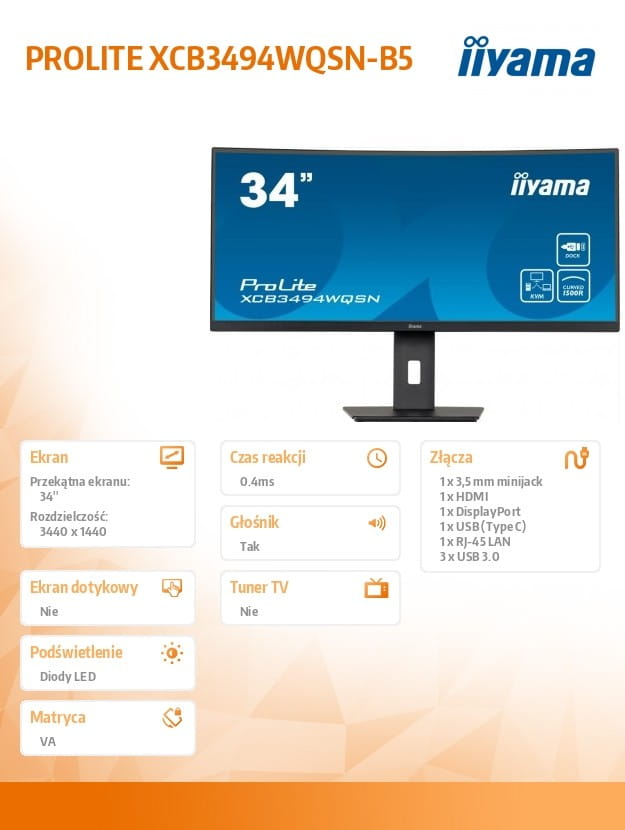 PROLITE XCB3494WQSN-B5
iiyama
34”
iiyama
DOCK
KVM
CURVED
1500R
ProLite
XCB3494WQSN
iiyama
Ekran
Przekątna ekranu:
34"
Rozdzielczość:
3440 x 1440
Czas reakcji
0.4ms
Głośnik
Tak
Złącza
1 x 3,5 mm minijack
1 x HDMI
1 x DisplayPort
1 x USB (Type C)
1 x RJ-45 LAN
3 x USB 3.0
Ekran dotykowy
Nie
Tuner TV
Nie
Podświetlenie
Diody LED
Matryca
VA